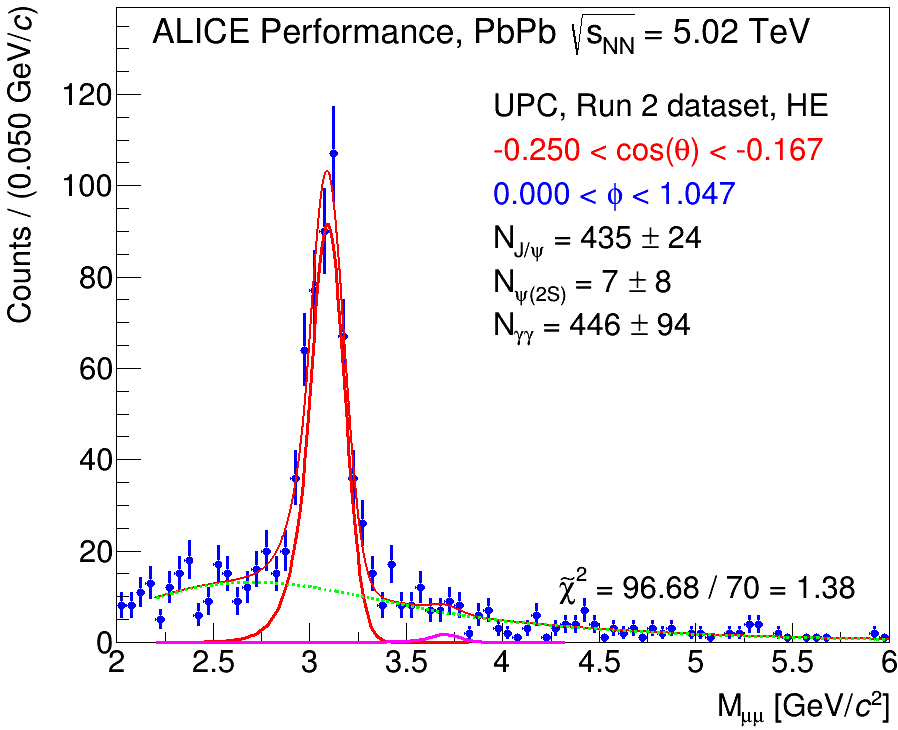 ALICE Performance, PbPb √s_NN = 5.02 TeV
Counts / (0.050 GeV/c)
UPC, Run 2 dataset, HE
-0.250 < cos(θ) < -0.167
0.000 < ϕ < 1.047
N_J/ψ = 435 ± 24
N_ψ(2S) = 7 ± 8
N_γγ = 446 ± 94
χ̃² = 96.68 / 70 = 1.38
120
100
80
60
40
20
0
2 2.5 3 3.5 4 4.5 5 5.5 6
M_μμ [GeV/c²]